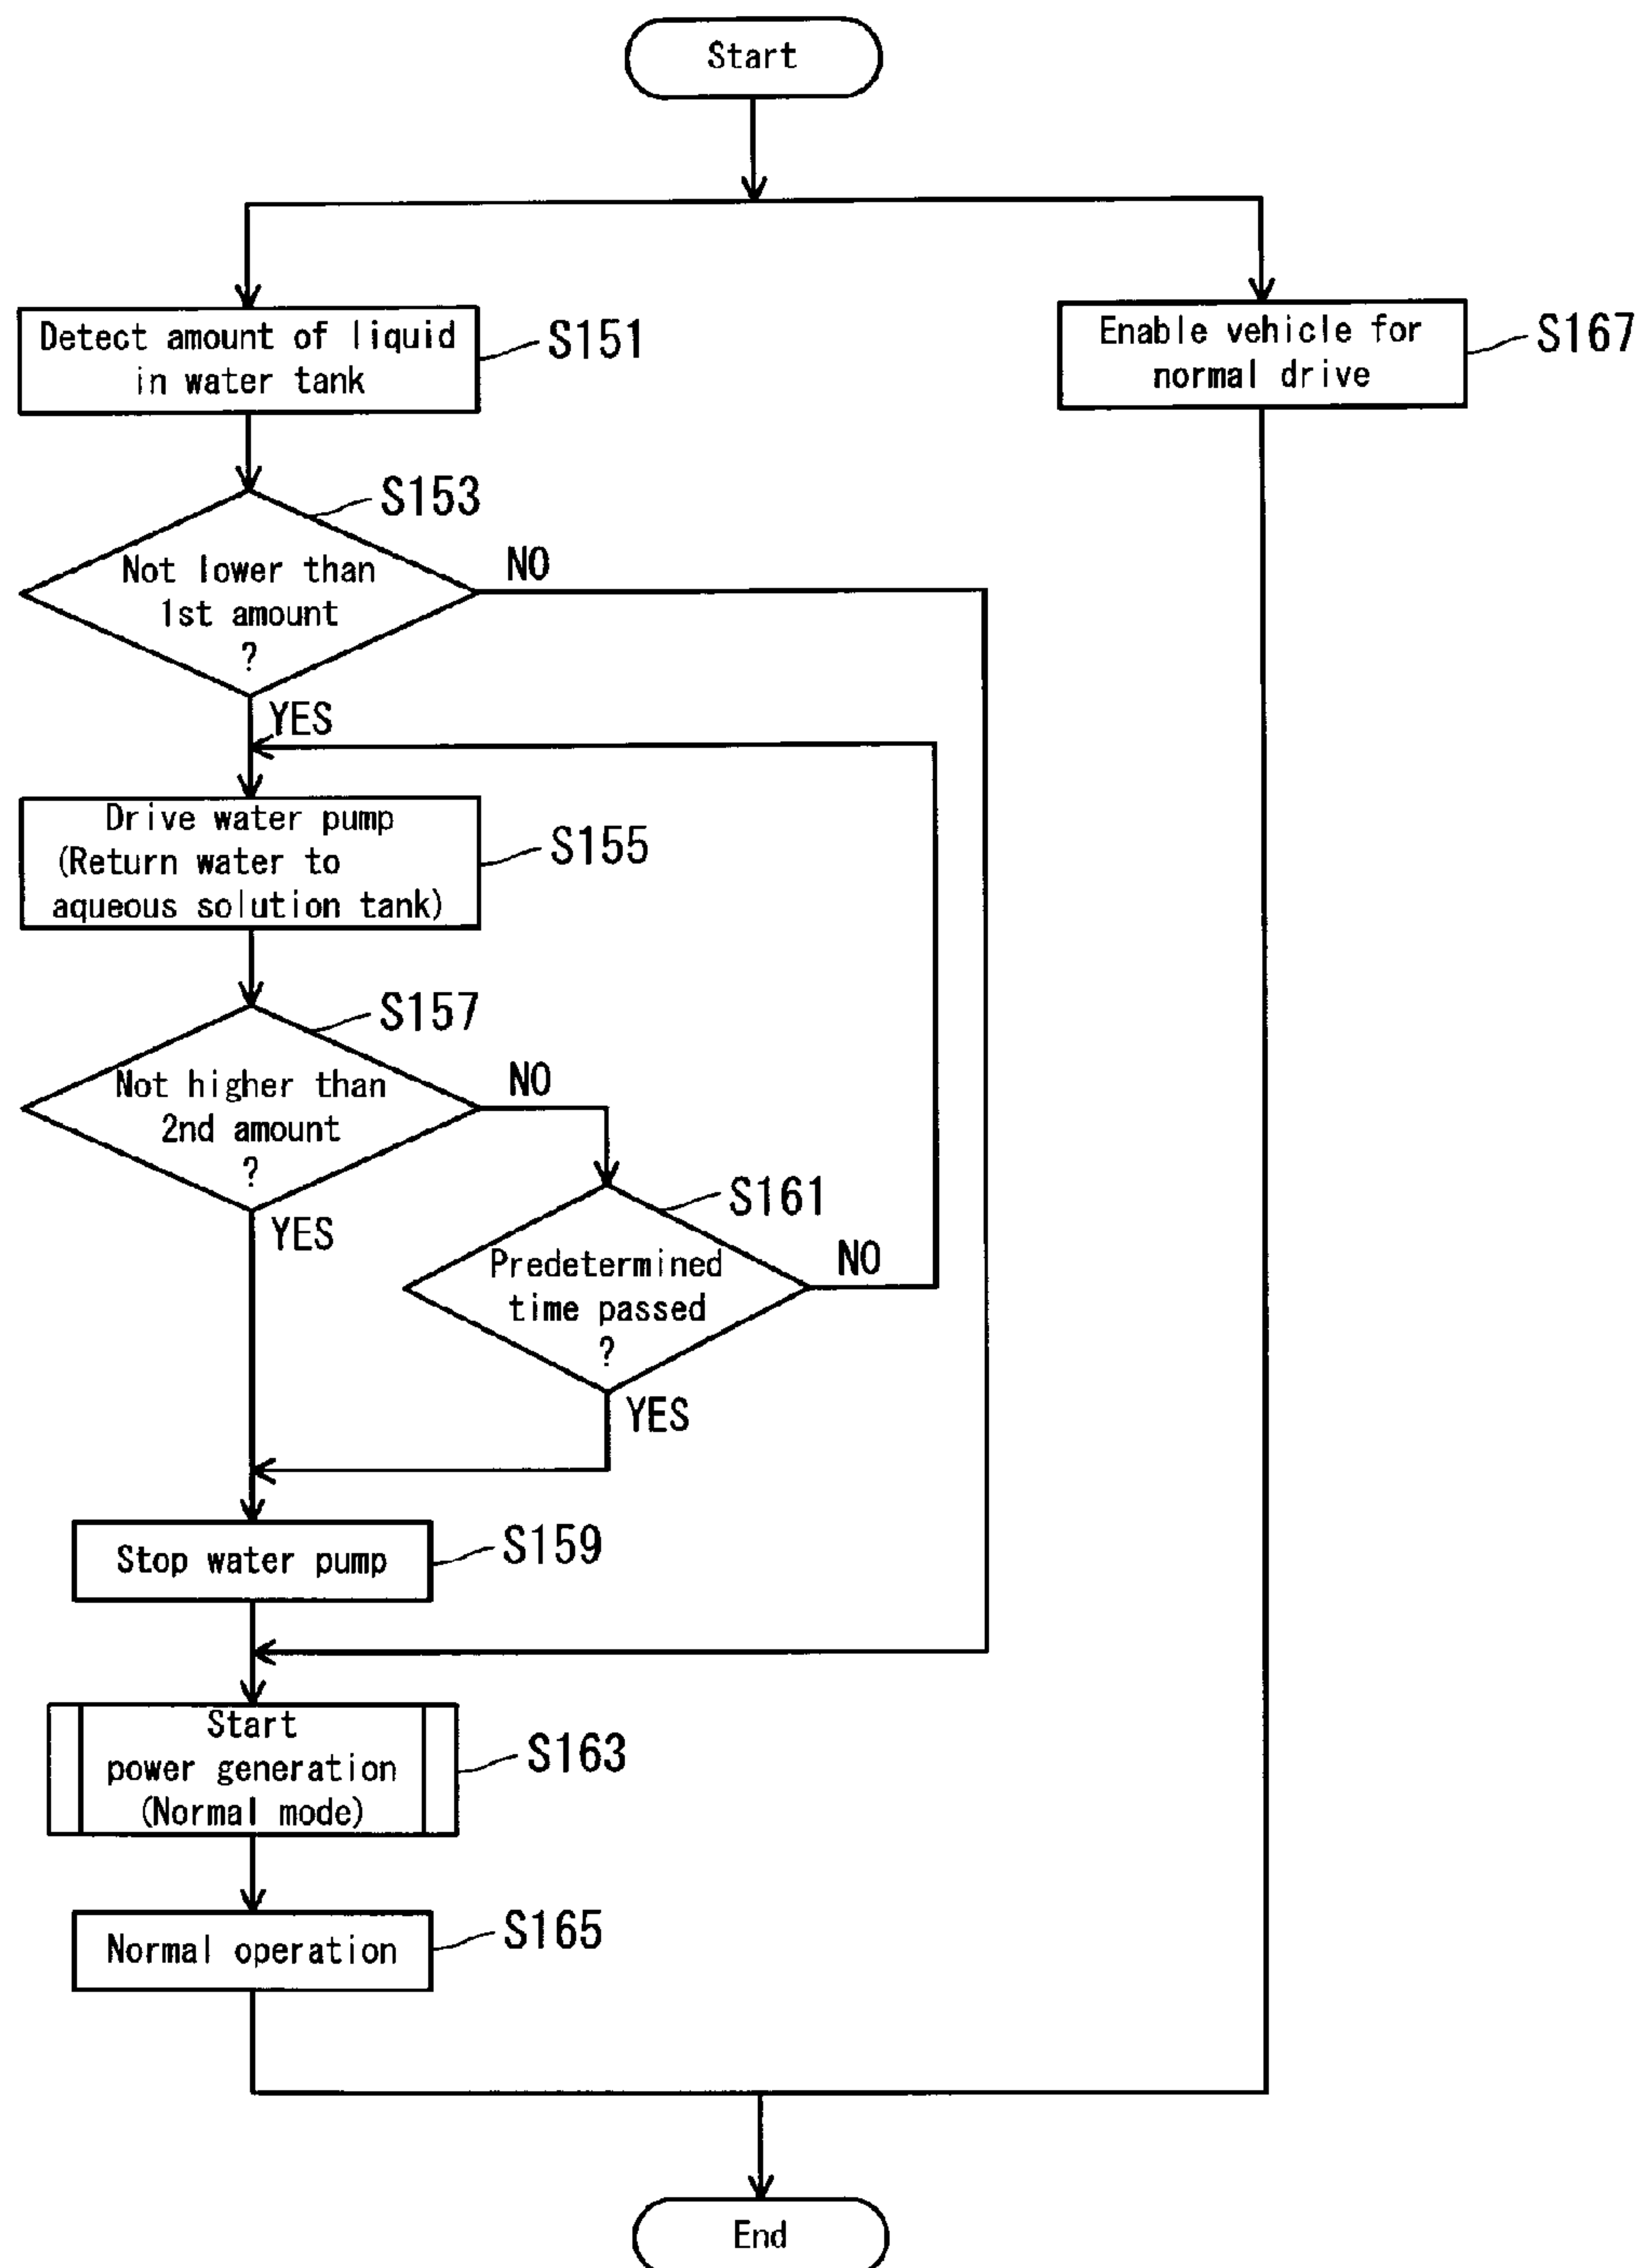 Start
Detect amount of liquid
in water tank
S151
Enable vehicle for
normal drive
S167
S153
Not lower than
1st amount
?
NO
YES
Drive water pump
(Return water to
aqueous solution tank)
S155
S157
Not higher than
2nd amount
?
NO
YES
S161
Predetermined
time passed
?
NO
YES
Stop water pump
S159
Start
power generation
(Normal mode)
S163
Normal operation
S165
End